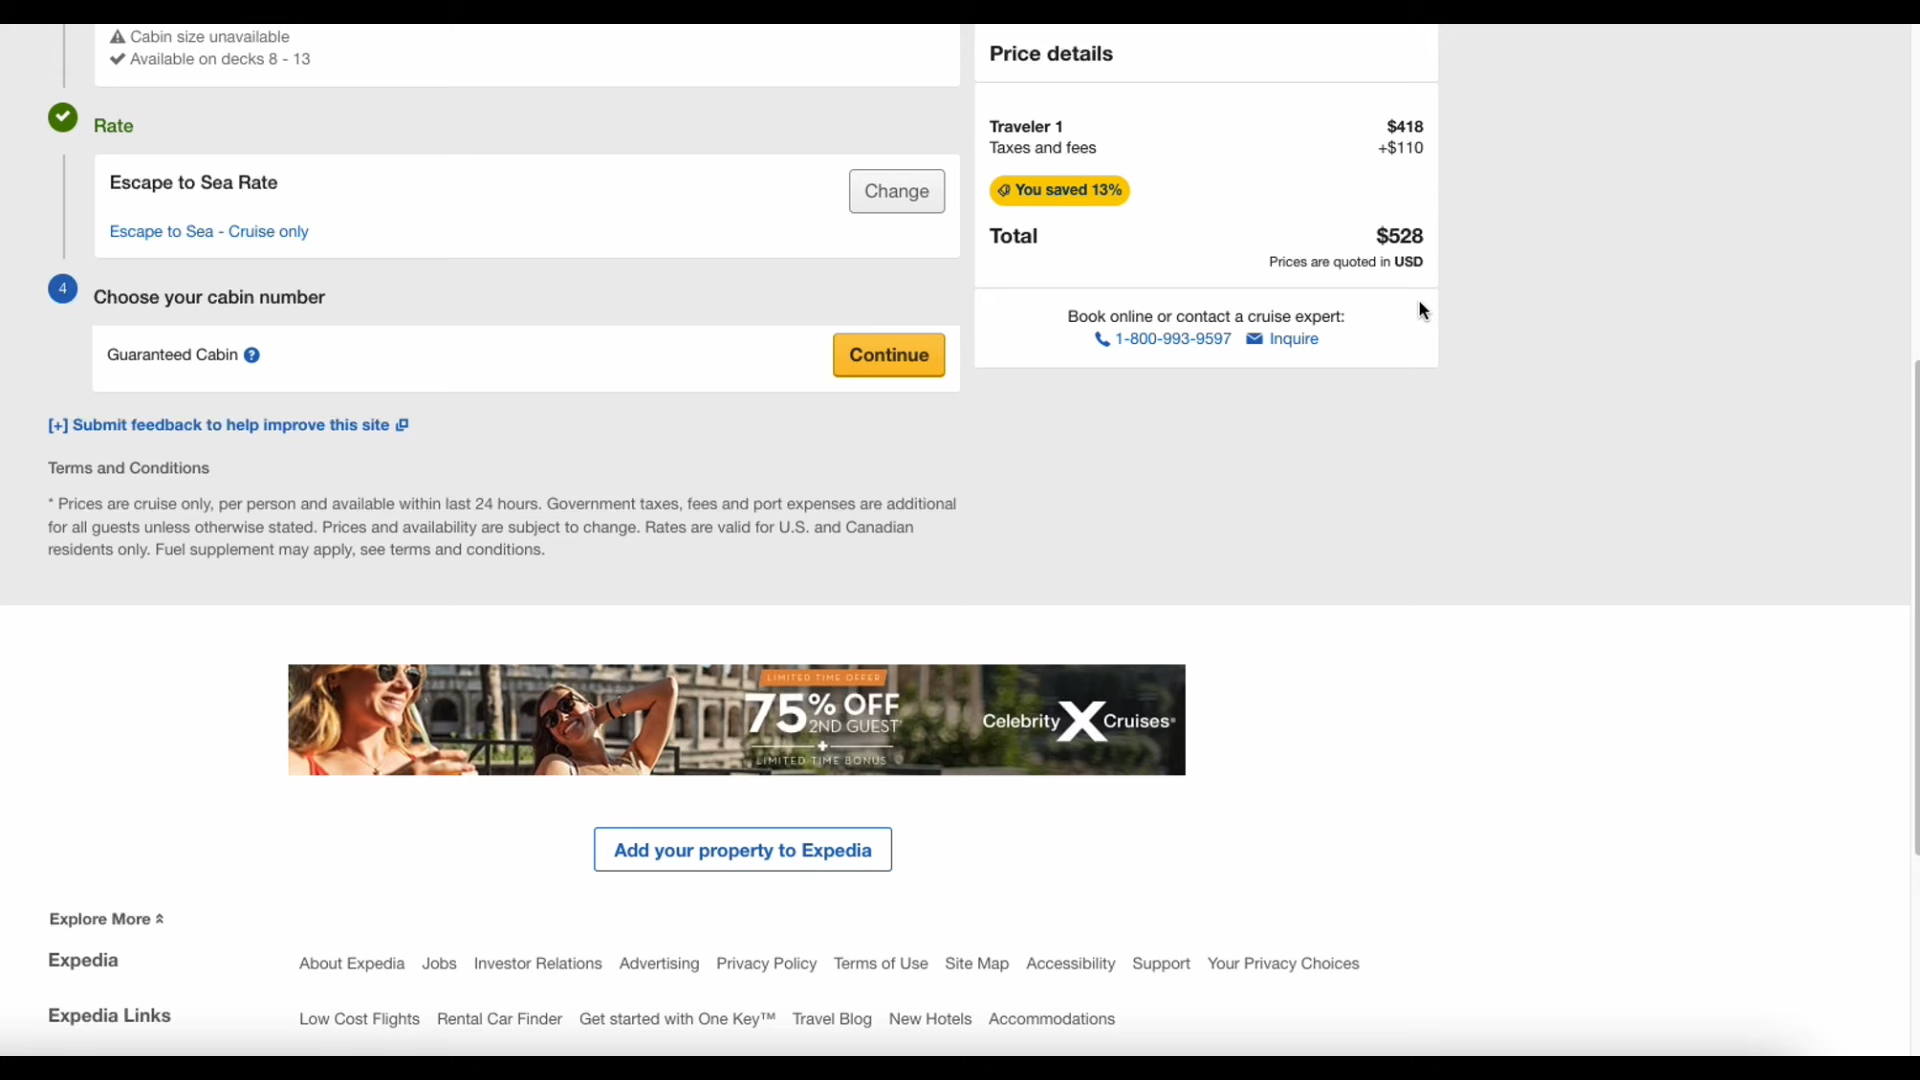 Cabin size unavailable
Available on decks 8 - 13
Rate
Escape to Sea Rate
Change
Escape to Sea - Cruise only
4
Choose your cabin number
Guaranteed Cabin ?
Continue
[+] Submit feedback to help improve this site
Terms and Conditions
* Prices are cruise only, per person and available within last 24 hours. Government taxes, fees and port expenses are additional
for all guests unless otherwise stated. Prices and availability are subject to change. Rates are valid for U.S. and Canadian
residents only. Fuel supplement may apply, see terms and conditions.
Price details
Traveler 1 $418
Taxes and fees +$110
You saved 13%
Total $528
Prices are quoted in USD
Book online or contact a cruise expert:
1-800-993-9597 Inquire
LIMITED TIME OFFER
75% OFF
2ND GUEST*
+
LIMITED TIME BONUS
Celebrity X Cruises®
Add your property to Expedia
Explore More
Expedia About Expedia Jobs Investor Relations Advertising Privacy Policy Terms of Use Site Map Accessibility Support Your Privacy Choices
Expedia Links Low Cost Flights Rental Car Finder Get started with One Key™ Travel Blog New Hotels Accommodations